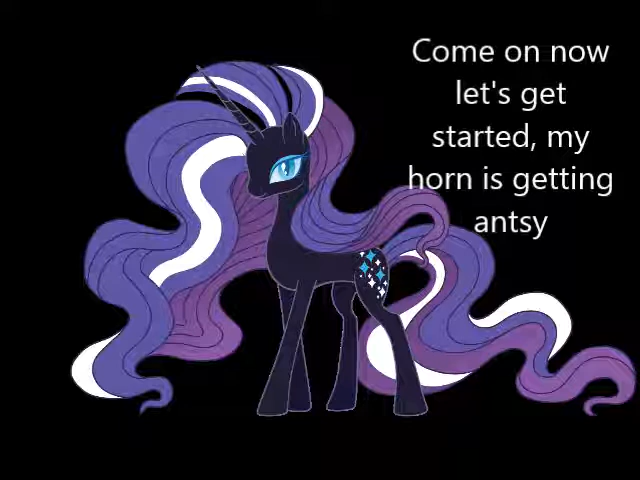 Come on now
let's get
started, my
horn is getting
antsy